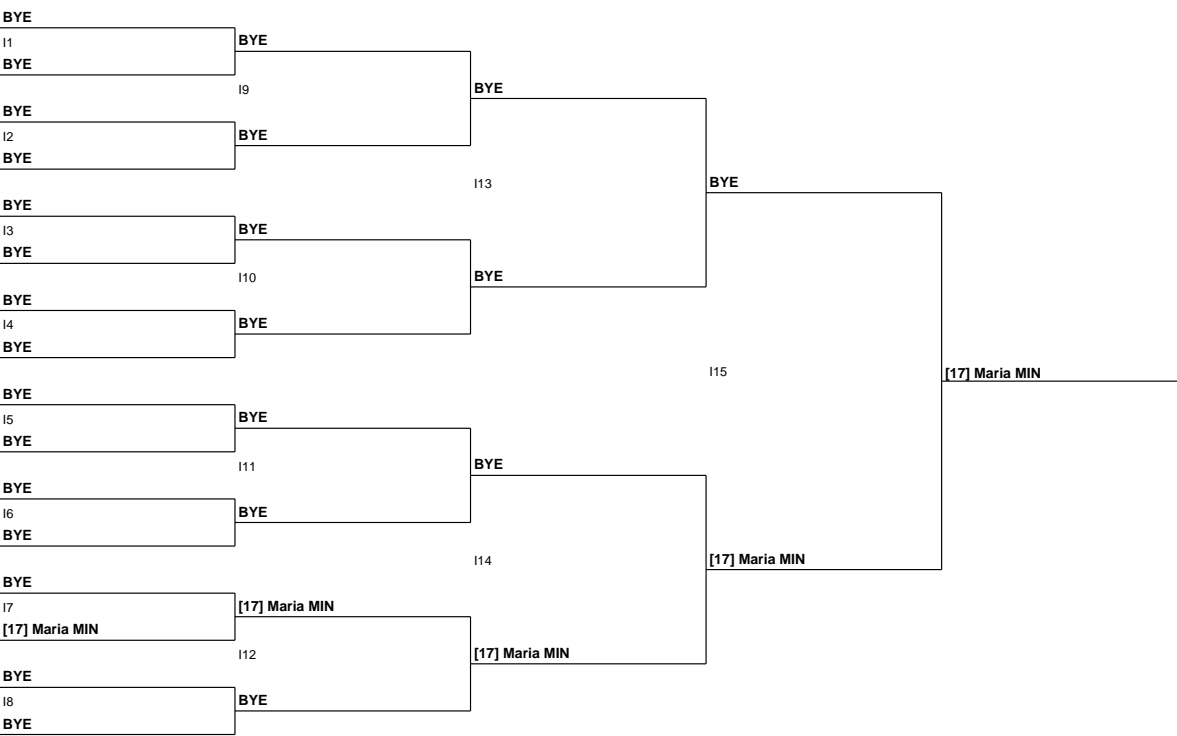 BYE
I1
BYE
BYE
I9
BYE
BYE
I2
BYE
BYE
I13
BYE
BYE
I3
BYE
BYE
I10
BYE
BYE
I4
BYE
BYE
I15
[17] Maria MIN
BYE
I5
BYE
BYE
I11
BYE
BYE
I6
BYE
BYE
I14
[17] Maria MIN
BYE
I7
[17] Maria MIN
[17] Maria MIN
I12
[17] Maria MIN
BYE
I8
BYE
BYE